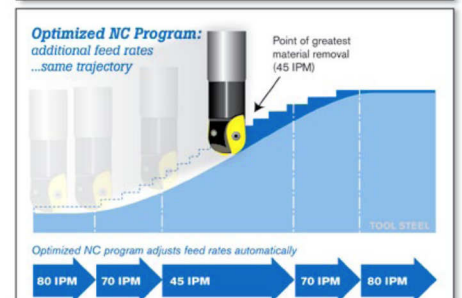 Optimized NC Program:
additional feed rates
...same trajectory
Point of greatest
material removal
(45 IPM)
TOOL STEEL
Optimized NC program adjusts feed rates automatically
80 IPM 70 IPM 45 IPM 70 IPM 80 IPM